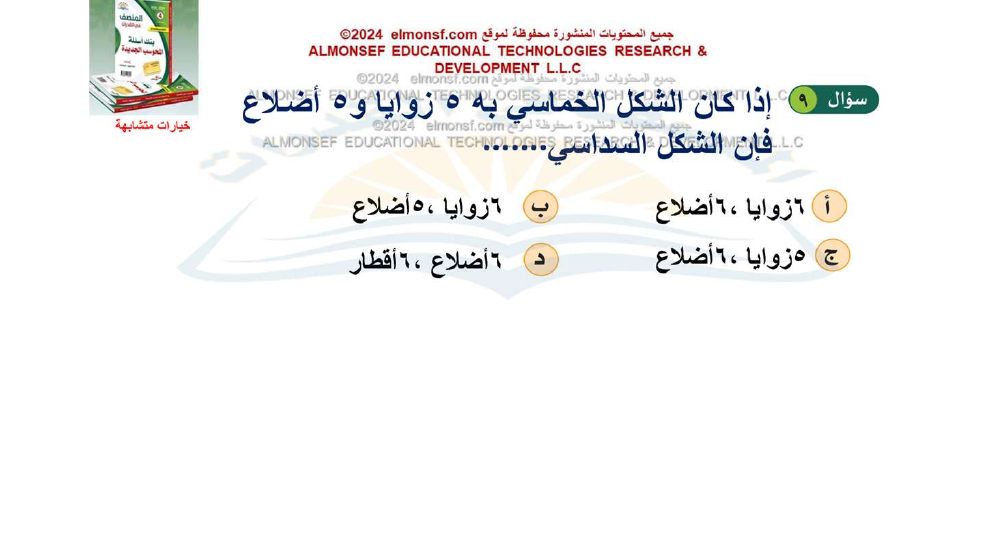 جميع المحتويات المنشورة محفوظة لموقع elmonsf.com ©2024
ALMONSEF EDUCATIONAL TECHNOLOGIES RESEARCH &
DEVELOPMENT L.L.C
المنصف
بنك أسئلة
المحوسب الجديدة
خيارات متشابهة
جميع المحتويات المنشورة محفوظة لموقع elmonsf.com ©2024
ALMONSEF EDUCATIONAL TECHNOLOGIES RESEARCH & DEVELOPMENT L.L.C
سؤال ٩
إذا كان الشكل الخماسي به ٥ زوايا و٥ أضلاع
جميع المحتويات المنشورة محفوظة لموقع elmonsf.com ©2024
ALMONSEF EDUCATIONAL TECHNOLOGIES RESEARCH & DEVELOPMENT L.L.C
فإن الشكل السداسي.......
أ ٦زوايا ،٦أضلاع
ب ٦زوايا ،٥أضلاع
ج ٥زوايا ،٦أضلاع
د ٦أضلاع ،٦أقطار